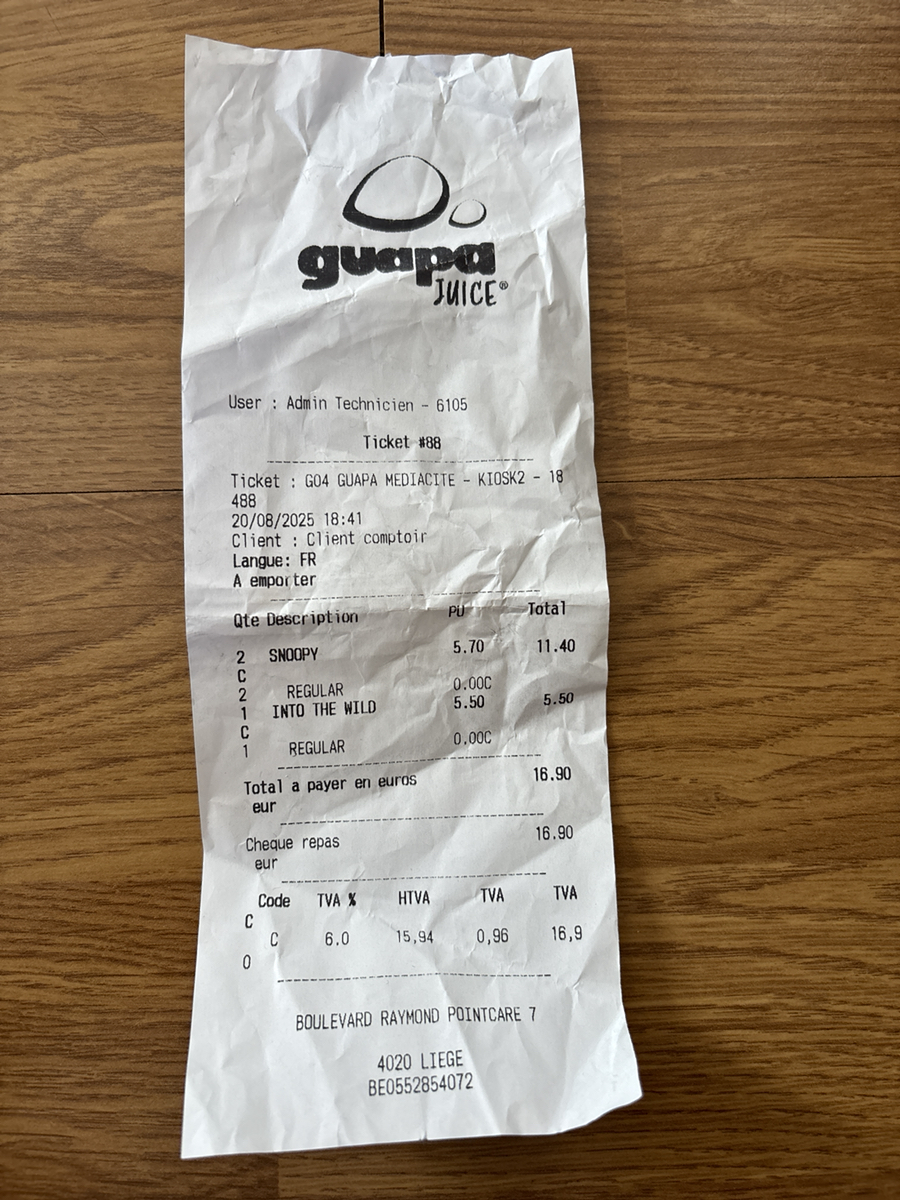 guapa
JUICE®
User : Admin Technicien - 6105
Ticket #88
Ticket : G04 GUAPA MEDIACITE - KIOSK2 - 18
488
20/08/2025 18:41
Client : Client comptoir
Langue: FR
A emporter
Qte Description PU Total
2 SNOOPY 5.70 11.40
C
2 REGULAR 0.00C
1 INTO THE WILD 5.50 5.50
C
1 REGULAR 0.00C
Total a payer en euros 16.90
eur
Cheque repas 16.90
eur
Code TVA % HTVA TVA TVA
C
C 6.0 15,94 0,96 16,9
0
BOULEVARD RAYMOND POINTCARE 7
4020 LIEGE
BE0552854072